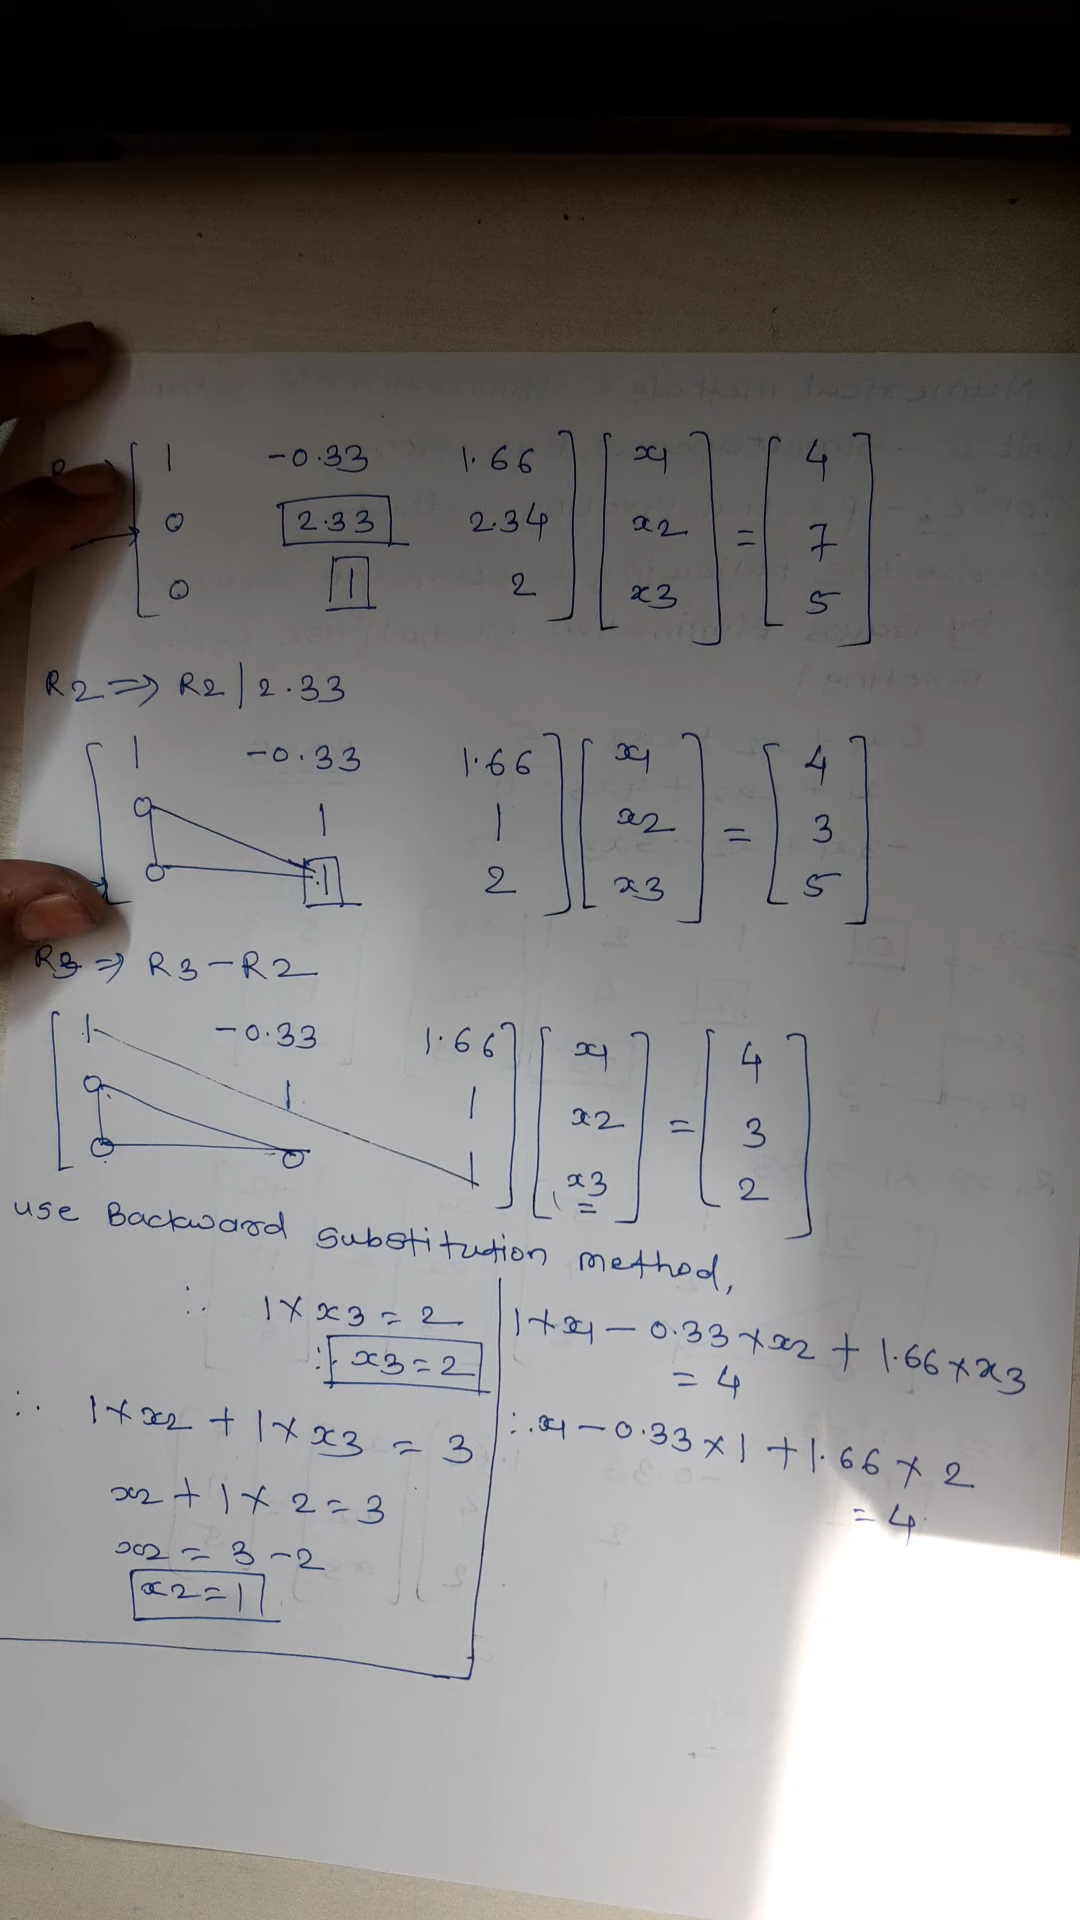 1 -0.33 1.66 x1 4
0 2.33 2.34 x2 = 7
0 1 2 x3 5
R2 ⇒ R2 | 2.33
1 -0.33 1.66 x1 4
0 1 1 x2 = 3
0 1 2 x3 5
R3 ⇒ R3 - R2
1 -0.33 1.66 x1 4
0 1 1 x2 = 3
0 0 1 x3 2
use Backward substitution method,
∴ 1 × x3 = 2
∴ x3 = 2
∴ 1 × x2 + 1 × x3 = 3
x2 + 1 × 2 = 3
x2 = 3 - 2
x2 = 1
1 × x1 - 0.33 × x2 + 1.66 × x3
= 4
∴ x1 - 0.33 × 1 + 1.66 × 2
= 4